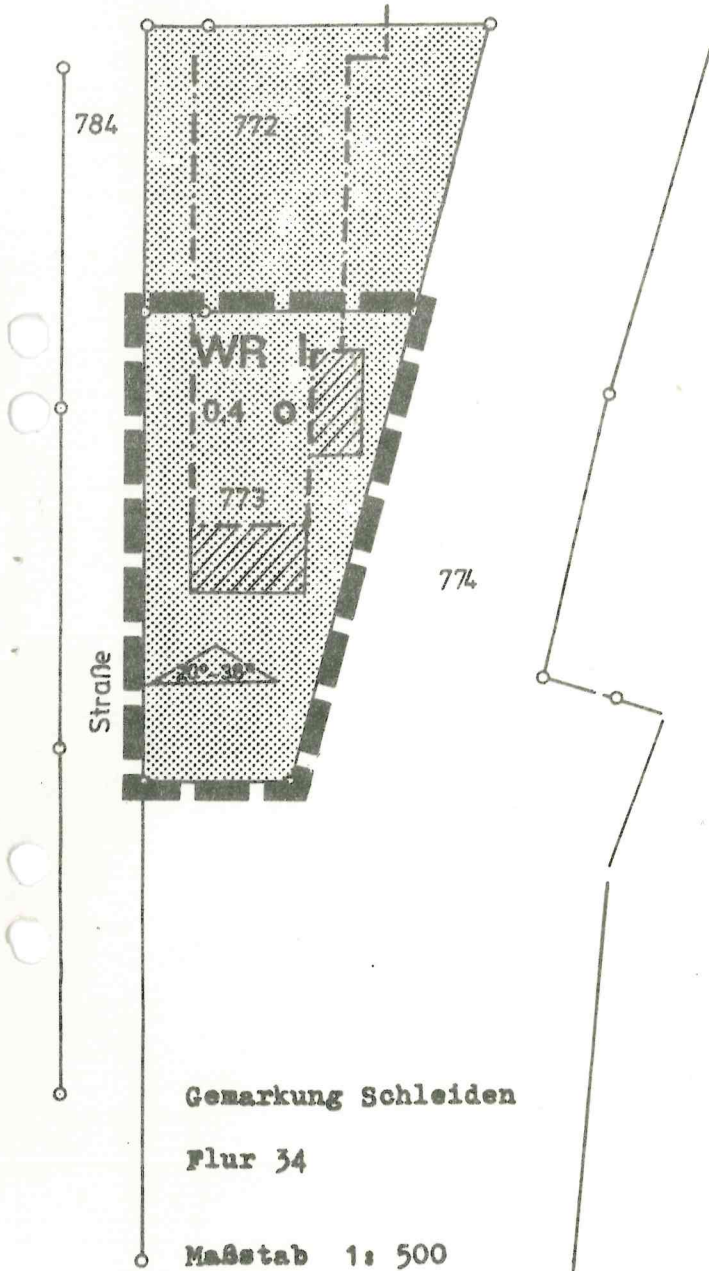 784
772
WR I
0,4 o
773
774
Straße
Gemarkung Schleiden
Flur 34
Maßstab 1: 500